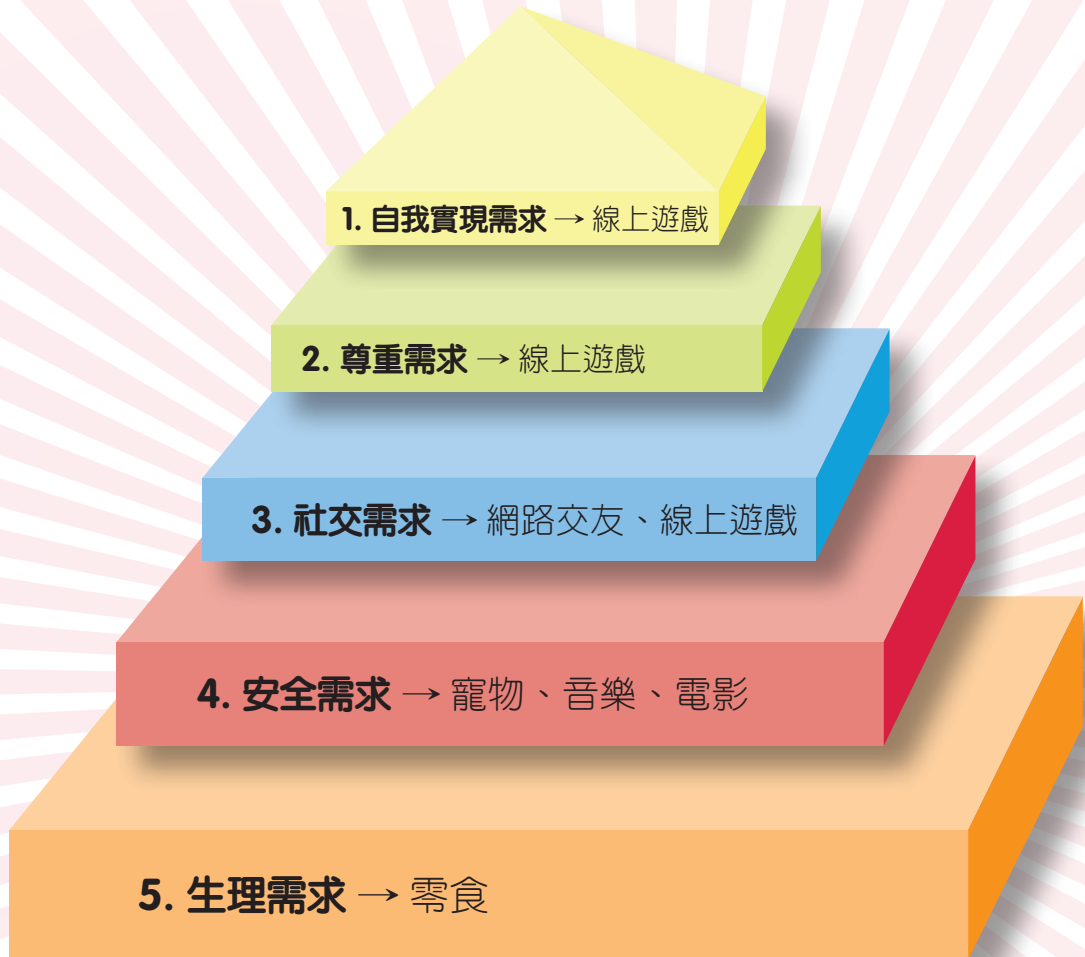 1. 自我實現需求 → 線上遊戲
2. 尊重需求 → 線上遊戲
3. 社交需求 → 網路交友、線上遊戲
4. 安全需求 → 寵物、音樂、電影
5. 生理需求 → 零食